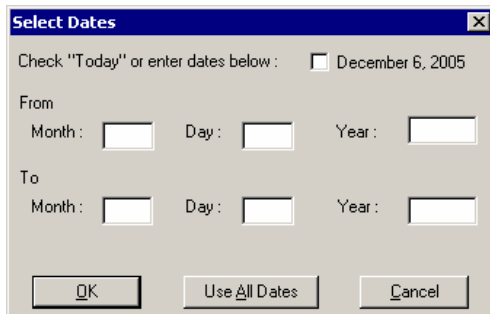 Select Dates
Check "Today" or enter dates below : December 6, 2005
From
Month : Day : Year :
To
Month : Day : Year :
OK Use All Dates Cancel